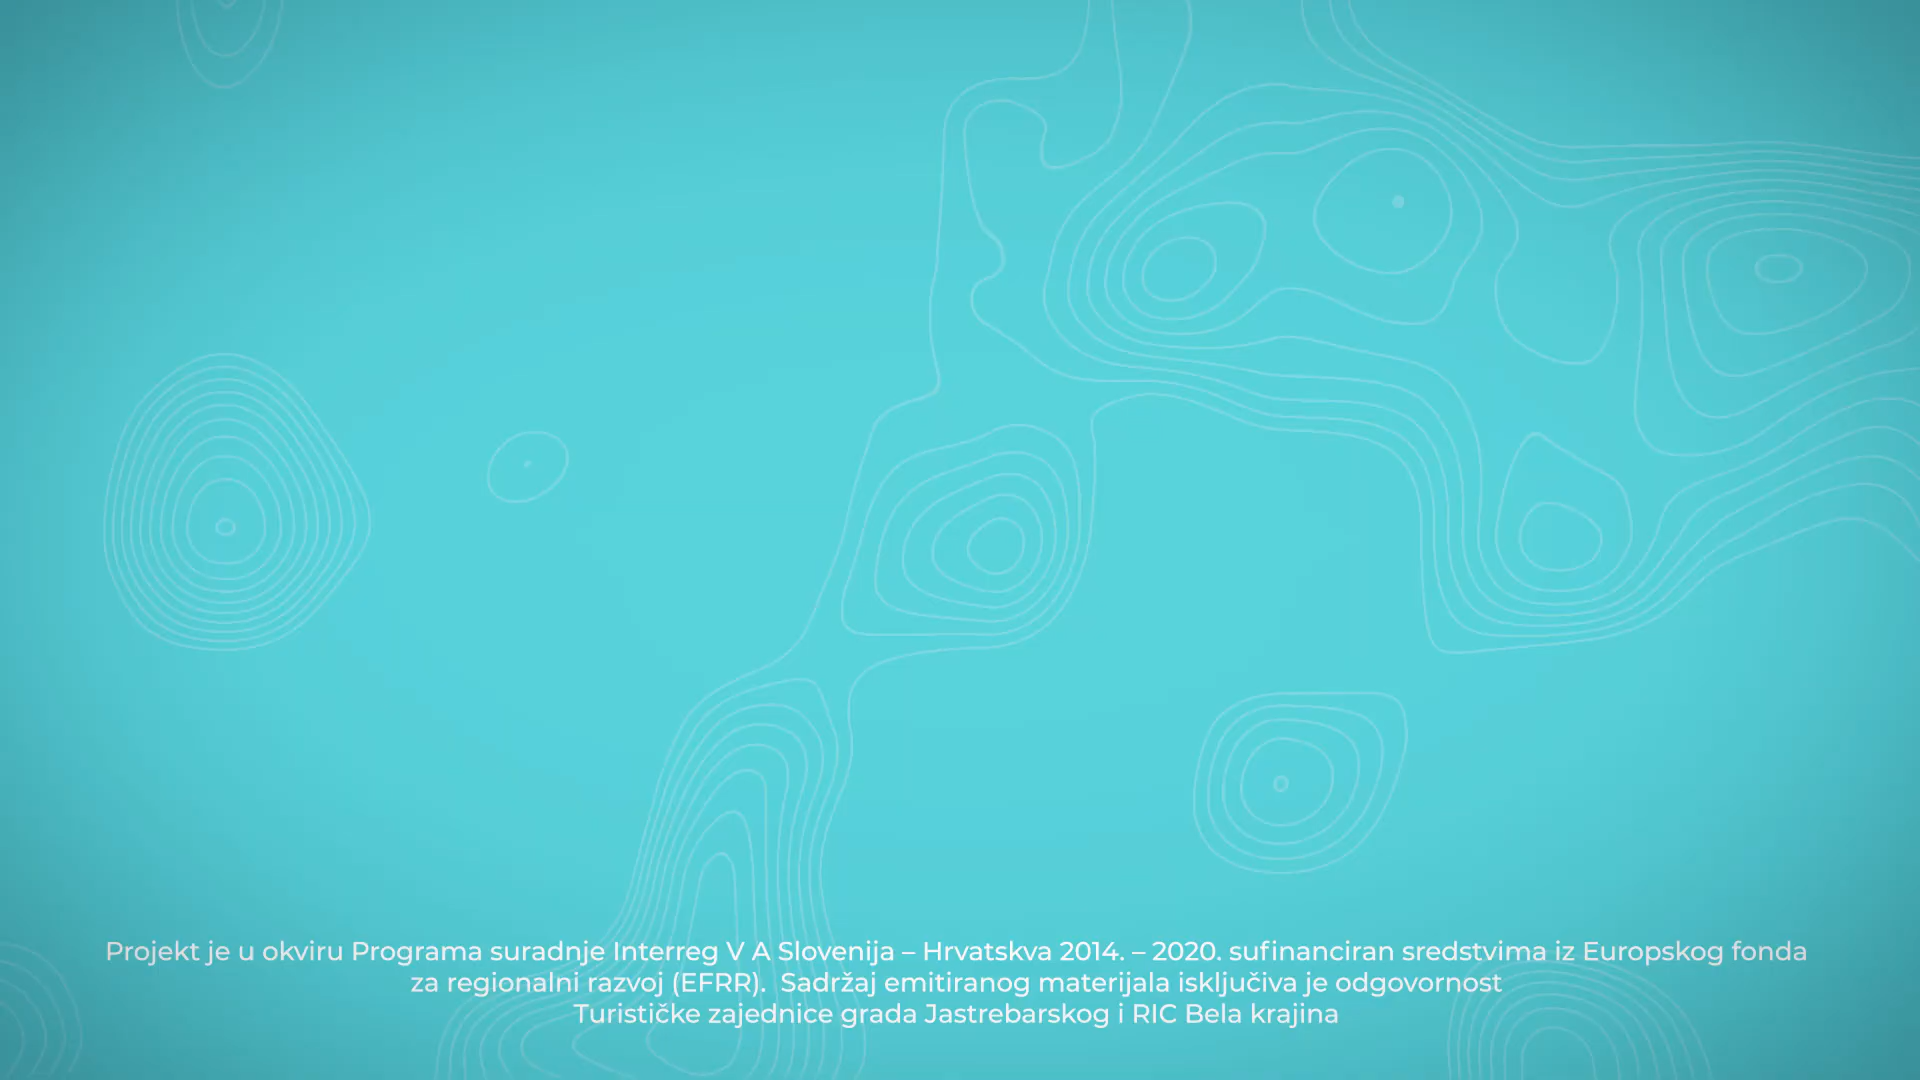 Projekt je u okviru Programa suradnje Interreg V A Slovenija – Hrvatskva 2014. – 2020. sufinanciran sredstvima iz Europskog fonda
za regionalni razvoj (EFRR).  Sadržaj emitiranog materijala isključiva je odgovornost
Turističke zajednice grada Jastrebarskog i RIC Bela krajina